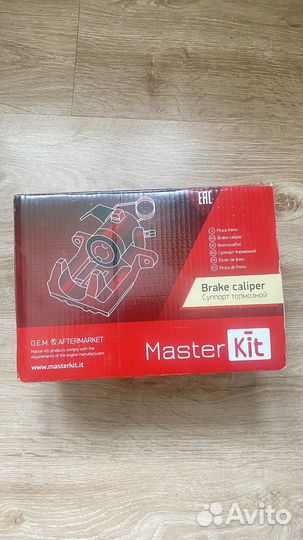 EAC
Pinza freno
Brake caliper
Bremssattel
Суппорт тормозной
Étrier de frein
Pinza de freno
Brake caliper
Суппорт тормозной
O.E.M. & AFTERMARKET
Master Kit products comply with the
requirements of the engine manufacturers
www.masterkit.it
Master Kit
Avito